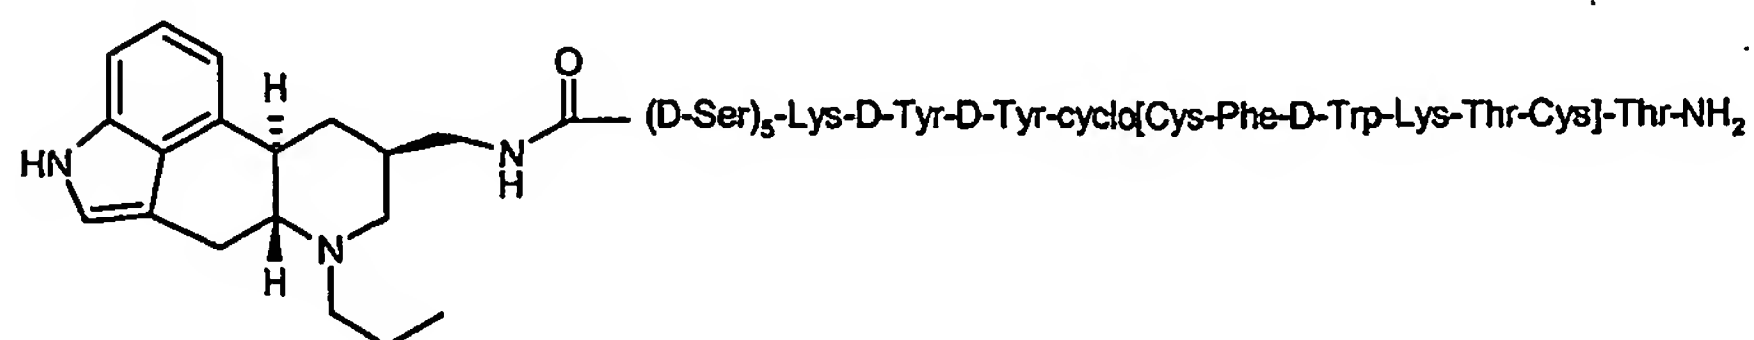 O
H
(D-Ser)₅-Lys-D-Tyr-D-Tyr-cyclo[Cys-Phe-D-Trp-Lys-Thr-Cys]-Thr-NH₂
HN
N
H
N
H